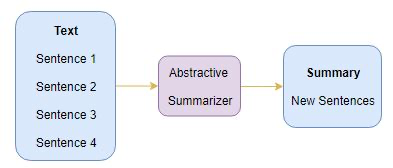 Text
Sentence 1
Sentence 2
Sentence 3
Sentence 4
Abstractive
Summarizer
Summary
New Sentences